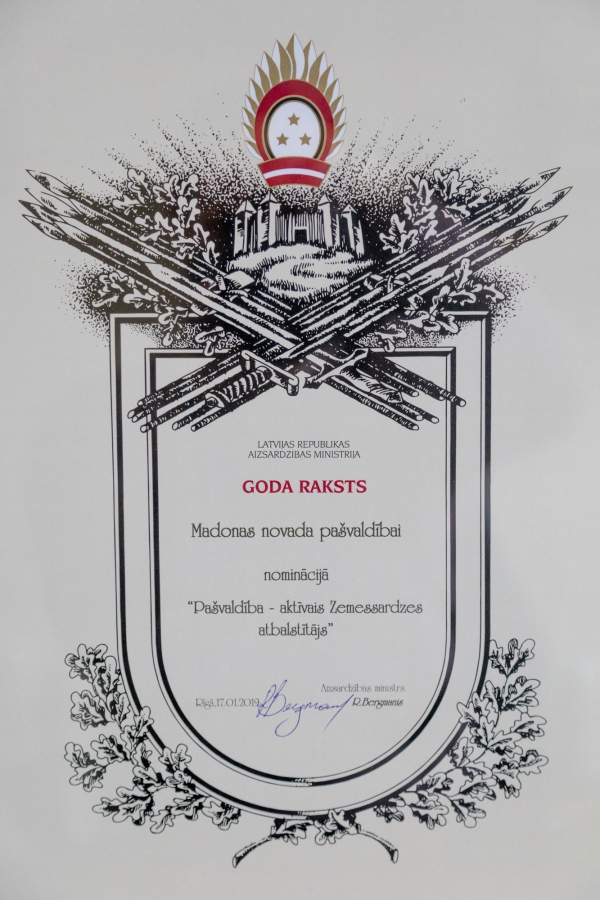 LATVIJAS REPUBLIKAS
AIZSARDZĪBAS MINISTRIJA
GODA RAKSTS
Madonas novada pašvaldībai
nominācijā
“Pašvaldība - aktīvais Zemessardzes
atbalstītājs”
Aizsardzības ministrs
Rīgā, 17.01.2019
R.Bergmanis